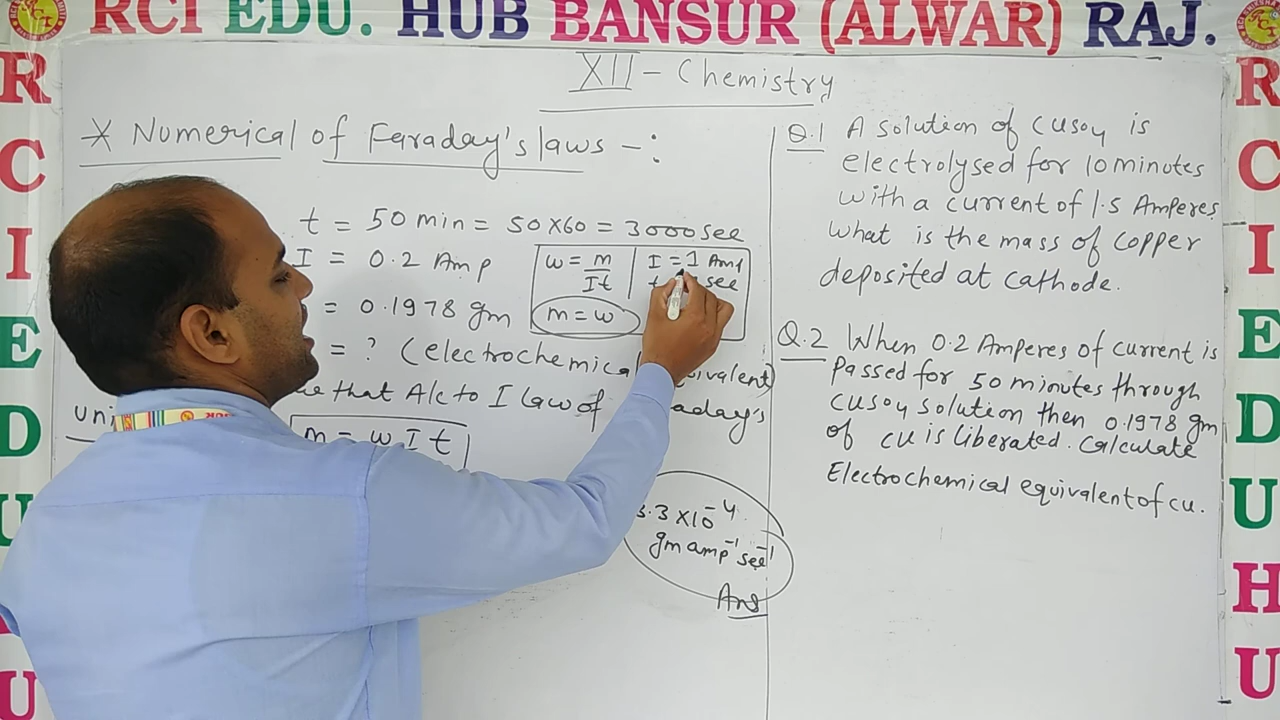 RCI EDU. HUB BANSUR (ALWAR) RAJ.
XII - Chemistry
* Numerical of Faraday's laws -:
t = 50 min = 50 X 60 = 3000 sec
I = 0.2 Amp
= 0.1978 gm
= ? (electrochemical
that A/c to I law of
m = w I t
w = m/It
m = w
I = 1 Amp
sec
3.3 X 10⁻⁴
gm amp⁻¹ sec⁻¹
Ans
Q.1 A solution of CUSO4 is
electrolysed for 10 minutes
with a current of 1.5 Amperes
what is the mass of copper
deposited at cathode.
Q.2 When 0.2 Amperes of current is
passed for 50 minutes through
CUSO4 solution then 0.1978 gm
of CU is liberated. Calculate
Electrochemical equivalent of CU.
R
C
I
E
D
U
R
C
I
E
D
U
H
U